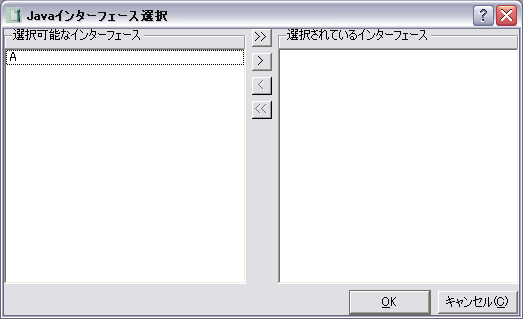 Javaインターフェース選択
選択可能なインターフェース
選択されているインターフェース
A
>>
>
<
<<
OK
キャンセル(C)